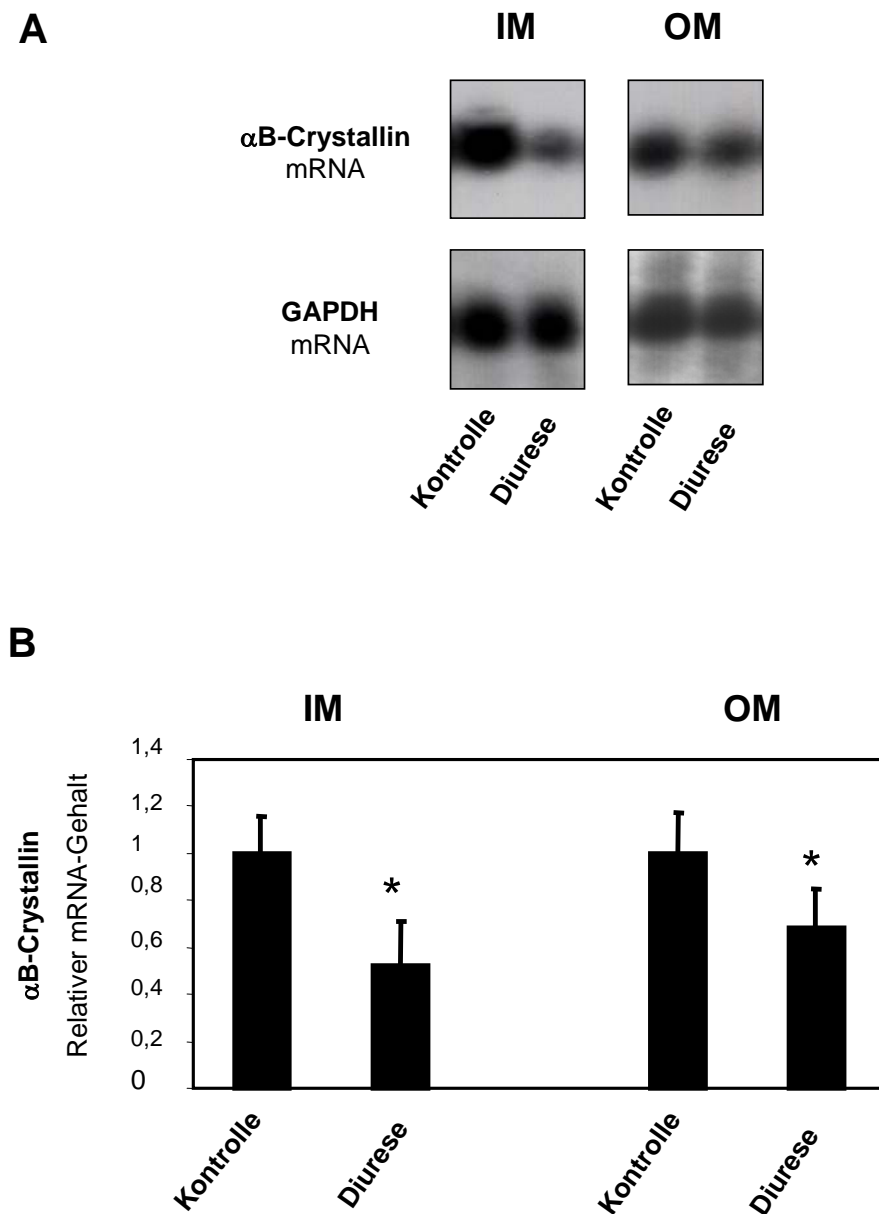 A
IM OM
αB-Crystallin
mRNA
GAPDH
mRNA
Kontrolle
Diurese
Kontrolle
Diurese
B
IM OM
αB-Crystallin
Relativer mRNA-Gehalt
1,4
1,2
1
0,8
0,6
0,4
0,2
0
*
*
Kontrolle
Diurese
Kontrolle
Diurese